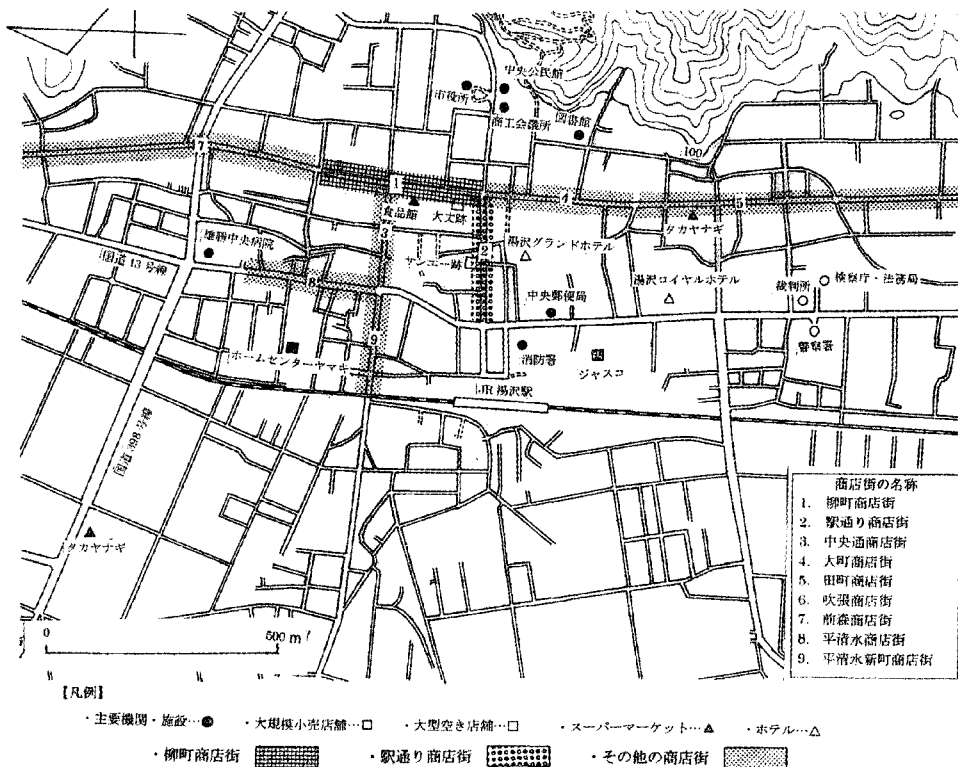 中央公民館
市役所
商工会議所
図書館
100
7
1
4
5
食品館
大丈跡
3
タカヤナギ
雄勝中央病院
サンエー跡
2
湯沢グランドホテル
国道13号線
8
中央郵便局
湯沢ロイヤルホテル
裁判所
検察庁・法務局
9
消防署
警察署
ホームセンターヤマキ
ジャスコ
JR湯沢駅
国道398号線
タカヤナギ
0
500m
商店街の名称
1. 柳町商店街
2. 駅通り商店街
3. 中央通商店街
4. 大町商店街
5. 田町商店街
6. 吹張商店街
7. 前森商店街
8. 平清水商店街
9. 平清水新町商店街
【凡例】
・主要機関・施設…● ・大規模小売店舗…□ ・大型空き店舗…□ ・スーパーマーケット…▲ ・ホテル…△
・柳町商店街 ・駅通り商店街 ・その他の商店街